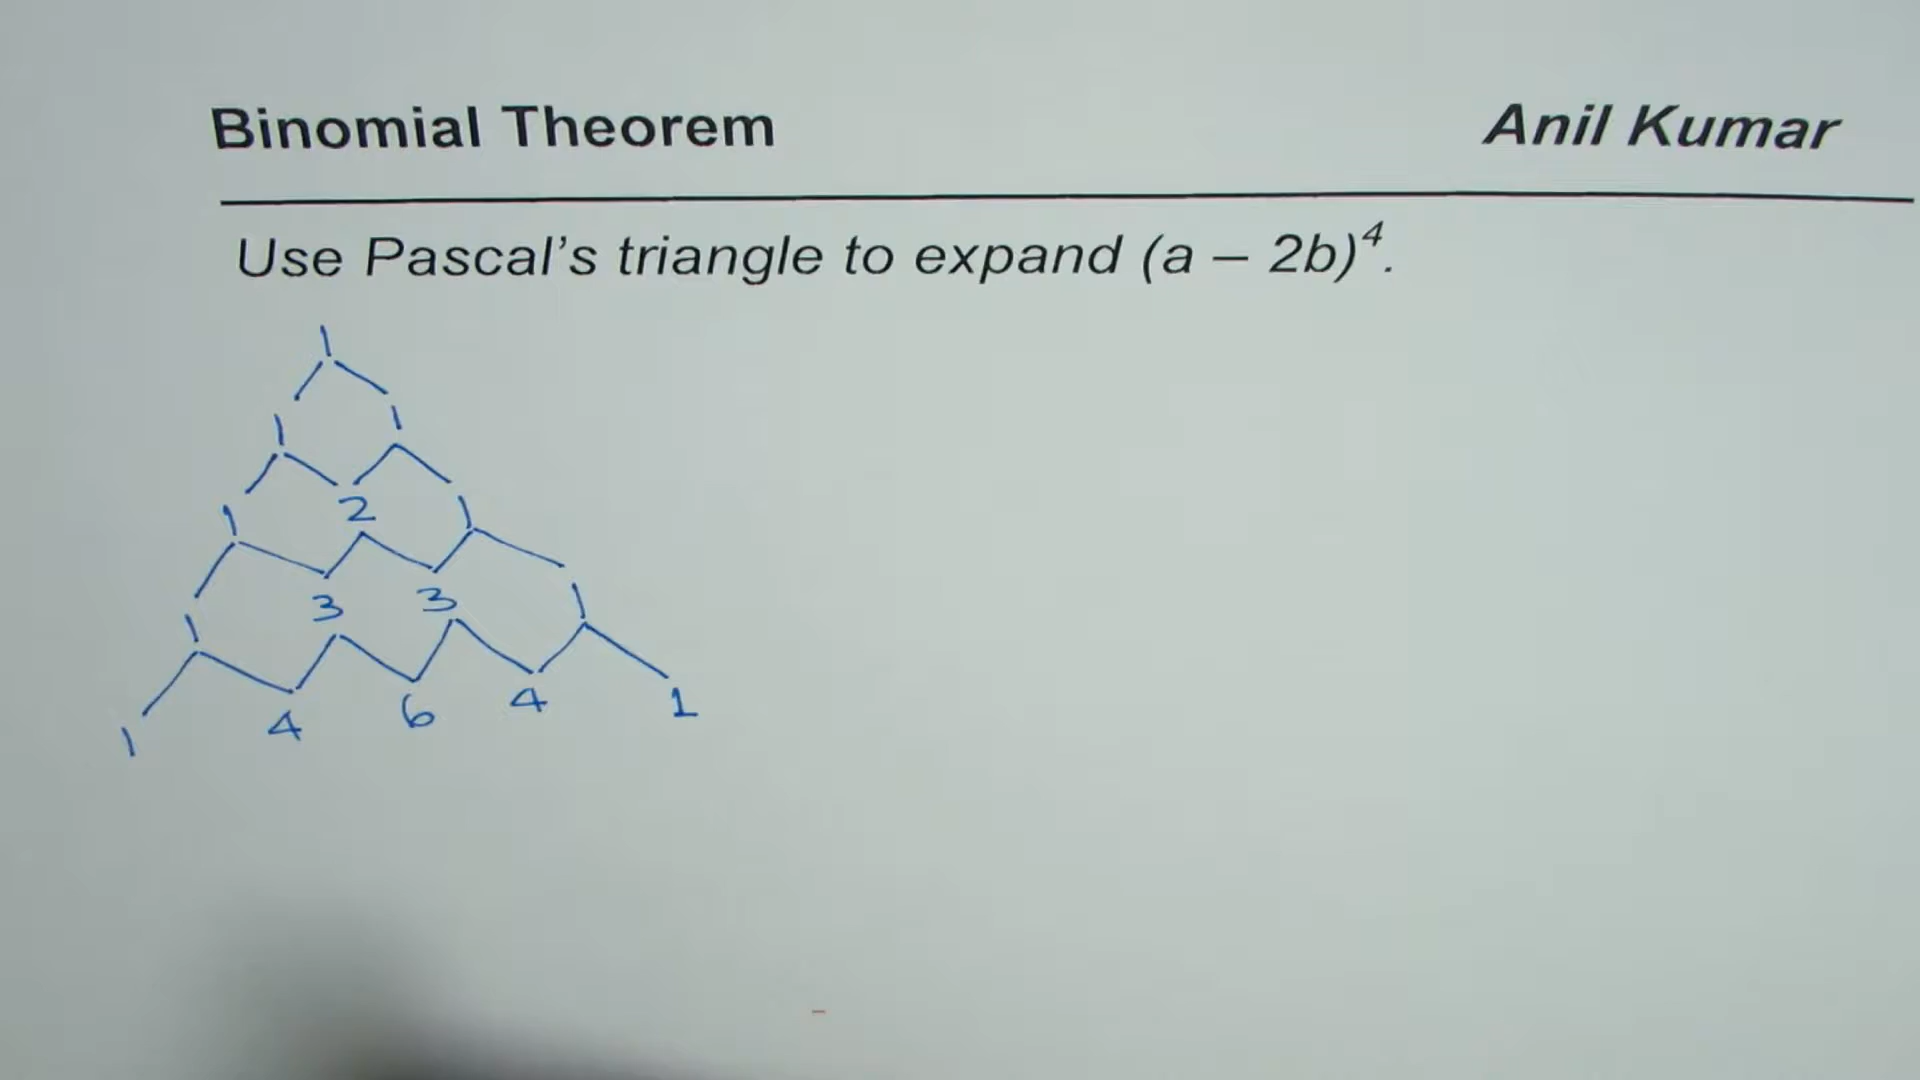 Binomial Theorem Anil Kumar
Use Pascal's triangle to expand (a – 2b)⁴.
1
1 1
1 2 1
1 3 3 1
1 4 6 4 1